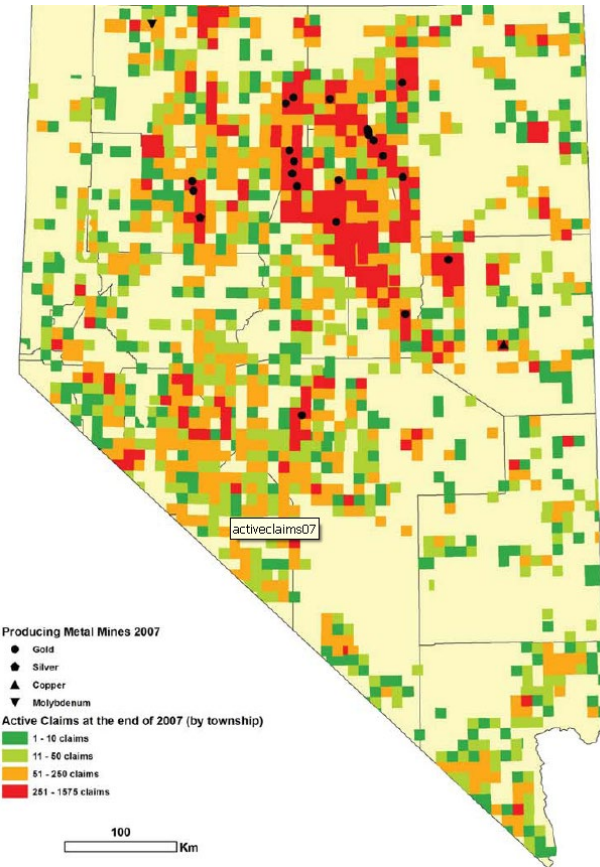 activeclaims07
Producing Metal Mines 2007
Gold
Silver
Copper
Molybdenum
Active Claims at the end of 2007 (by township)
1 - 10 claims
11 - 50 claims
51 - 250 claims
251 - 1575 claims
100
Km